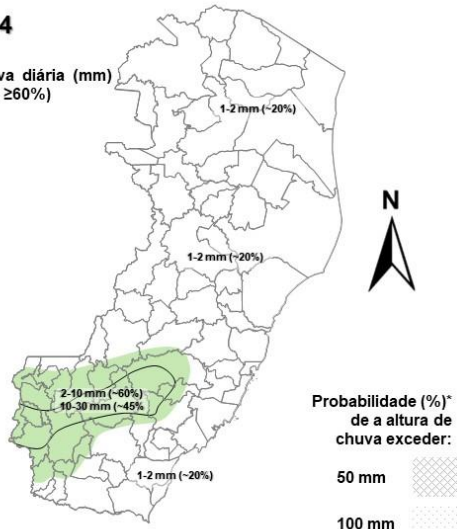 4
va diária (mm)
≥60%)
1-2 mm (~20%)
N
1-2 mm (~20%)
2-10 mm (~60%)
10-30 mm (~45%
1-2 mm (~20%)
Probabilidade (%)*
de a altura de
chuva exceder:
50 mm
100 mm